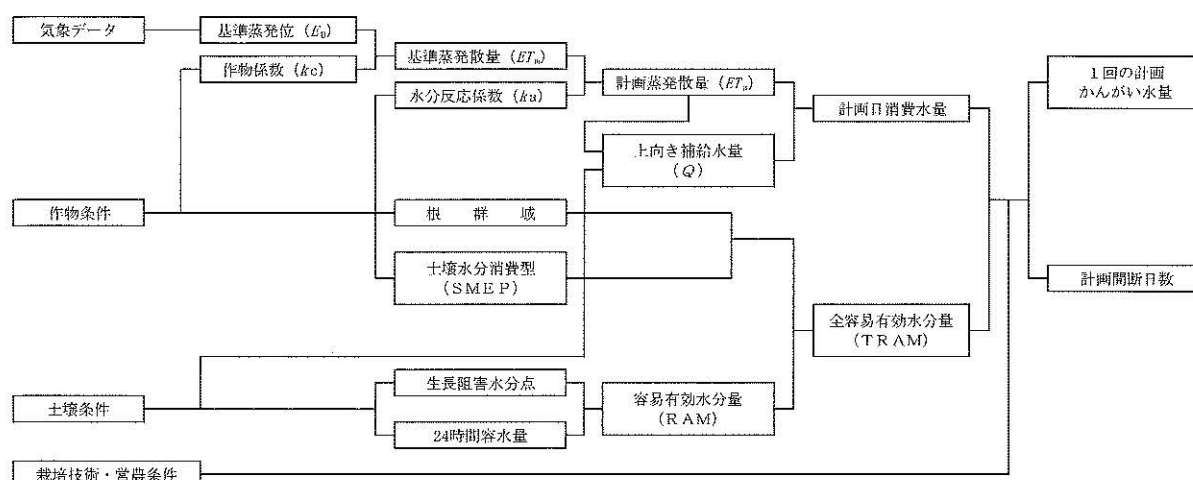 気象データ
基準蒸発位 (E₀)
作物係数 (kc)
基準蒸発散量 (ETₘ)
水分反応係数 (ka)
計画蒸発散量 (ETₐ)
上向き補給水量
(Q)
計画日消費水量
1回の計画
かんがい水量
作物条件
根群域
土壌水分消費型
(SMEP)
計画間断日数
全容易有効水分量
(TRAM)
土壌条件
生長阻害水分点
24時間容水量
容易有効水分量
(RAM)
栽培技術・営農条件